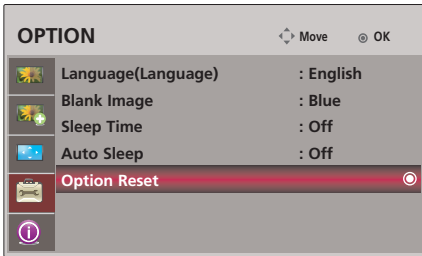 OPTION Move OK
Language(Language) : English
Blank Image : Blue
Sleep Time : Off
Auto Sleep : Off
Option Reset